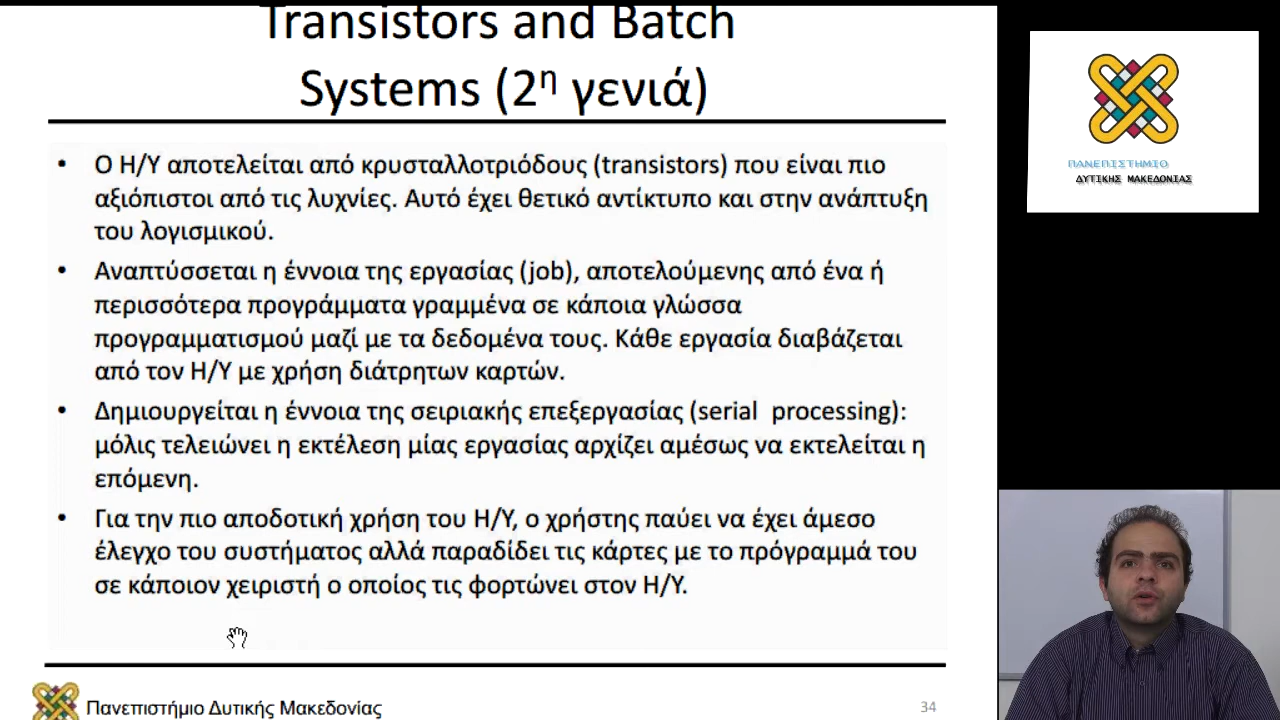 Transistors and Batch
Systems (2η γενιά)
• Ο Η/Υ αποτελείται από κρυσταλλοτριόδους (transistors) που είναι πιο
αξιόπιστοι από τις λυχνίες. Αυτό έχει θετικό αντίκτυπο και στην ανάπτυξη
του λογισμικού.
• Αναπτύσσεται η έννοια της εργασίας (job), αποτελούμενης από ένα ή
περισσότερα προγράμματα γραμμένα σε κάποια γλώσσα
προγραμματισμού μαζί με τα δεδομένα τους. Κάθε εργασία διαβάζεται
από τον Η/Υ με χρήση διάτρητων καρτών.
• Δημιουργείται η έννοια της σειριακής επεξεργασίας (serial processing):
μόλις τελειώνει η εκτέλεση μίας εργασίας αρχίζει αμέσως να εκτελείται η
επόμενη.
• Για την πιο αποδοτική χρήση του Η/Υ, ο χρήστης παύει να έχει άμεσο
έλεγχο του συστήματος αλλά παραδίδει τις κάρτες με το πρόγραμμά του
σε κάποιον χειριστή ο οποίος τις φορτώνει στον Η/Υ.
Πανεπιστήμιο Δυτικής Μακεδονίας
34
ΠΑΝΕΠΙΣΤΗΜΙΟ
ΔΥΤΙΚΗΣ ΜΑΚΕΔΟΝΙΑΣ